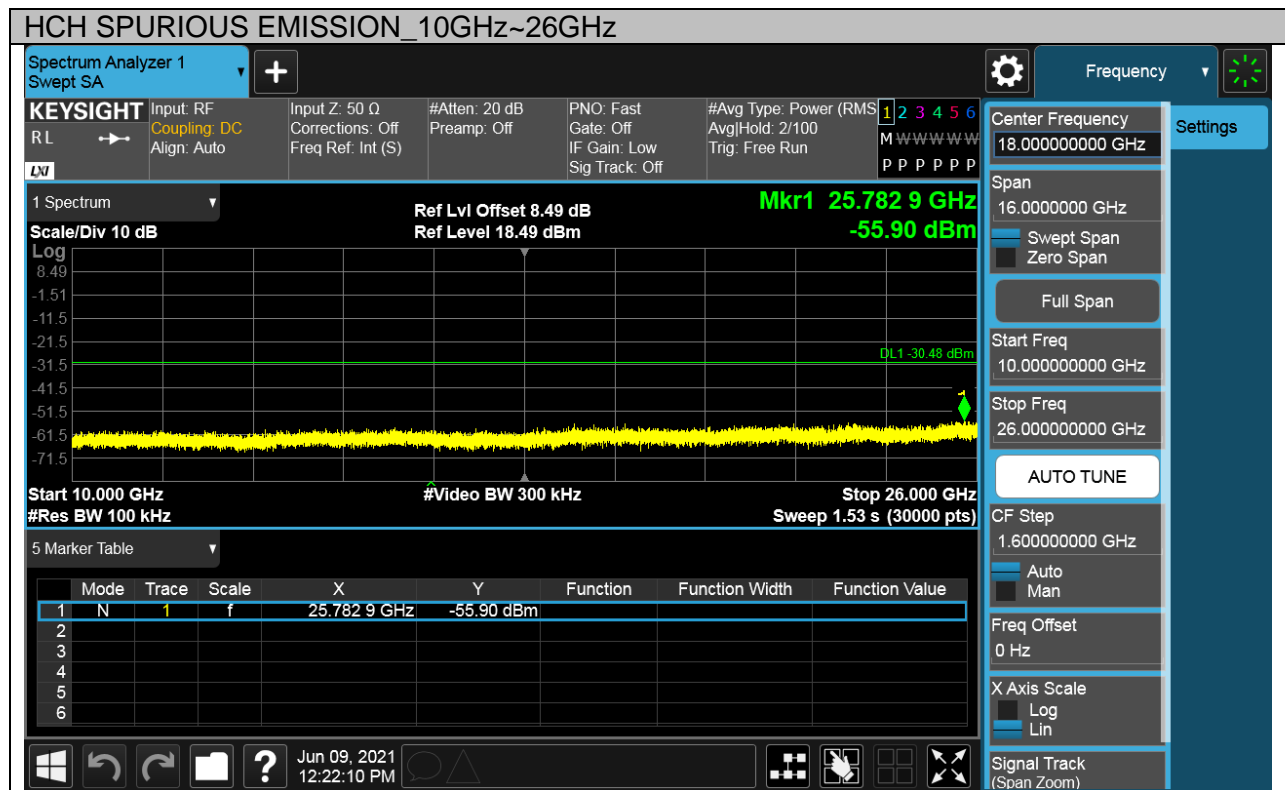 HCH SPURIOUS EMISSION_10GHz~26GHz
Spectrum Analyzer 1
Swept SA
+
Frequency
KEYSIGHT
RL
LXI
Input: RF
Coupling: DC
Align: Auto
Input Z: 50 Ω
Corrections: Off
Freq Ref: Int (S)
#Atten: 20 dB
Preamp: Off
PNO: Fast
Gate: Off
IF Gain: Low
Sig Track: Off
#Avg Type: Power (RMS
Avg|Hold: 2/100
Trig: Free Run
1 2 3 4 5 6
M W W W W W
P P P P P P
1 Spectrum
Scale/Div 10 dB
Ref Lvl Offset 8.49 dB
Ref Level 18.49 dBm
Mkr1 25.782 9 GHz
-55.90 dBm
Log
8.49
-1.51
-11.5
-21.5
-31.5
-41.5
-51.5
-61.5
-71.5
DL1 -30.48 dBm
1
Start 10.000 GHz
#Video BW 300 kHz
Stop 26.000 GHz
#Res BW 100 kHz
Sweep 1.53 s (30000 pts)
5 Marker Table
Mode Trace Scale X Y Function Function Width Function Value
1 N 1 f 25.782 9 GHz -55.90 dBm
2
3
4
5
6
?
Jun 09, 2021
12:22:10 PM
Center Frequency
18.000000000 GHz
Settings
Span
16.0000000 GHz
Swept Span
Zero Span
Full Span
Start Freq
10.000000000 GHz
Stop Freq
26.000000000 GHz
AUTO TUNE
CF Step
1.600000000 GHz
Auto
Man
Freq Offset
0 Hz
X Axis Scale
Log
Lin
Signal Track
(Span Zoom)